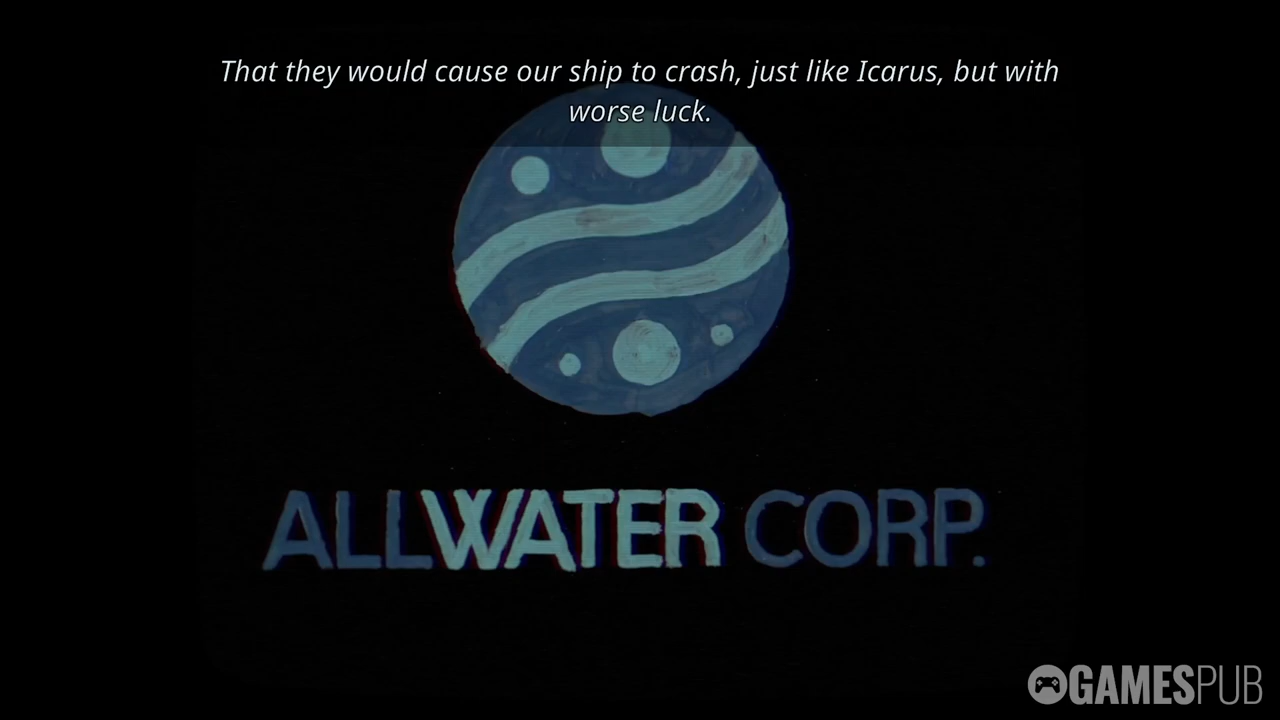 That they would cause our ship to crash, just like Icarus, but with
worse luck.
ALLWATER CORP.
GAMESPUB